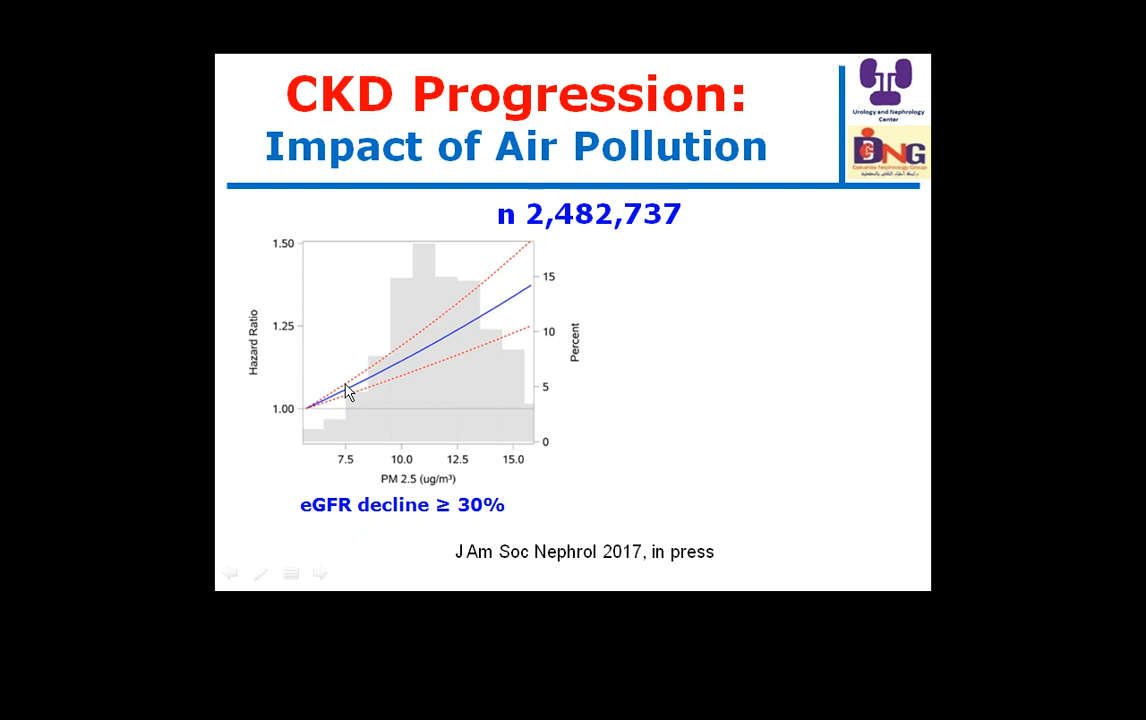 CKD Progression:
Impact of Air Pollution
Urology and Nephrology
Center
DNG
n 2,482,737
1.50
1.25
1.00
Hazard Ratio
15
10
5
0
Percent
7.5 10.0 12.5 15.0
PM 2.5 (ug/m³)
eGFR decline ≥ 30%
J Am Soc Nephrol 2017, in press